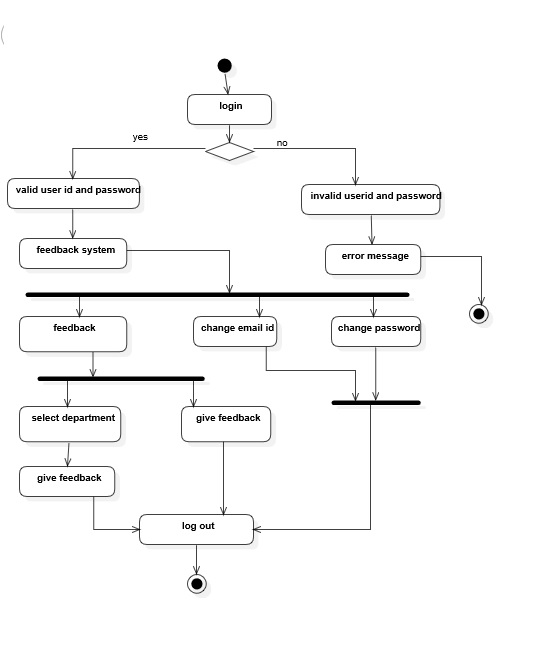 login
yes
no
valid user id and password
invalid userid and password
feedback system
error message
feedback
change email id
change password
select department
give feedback
give feedback
log out